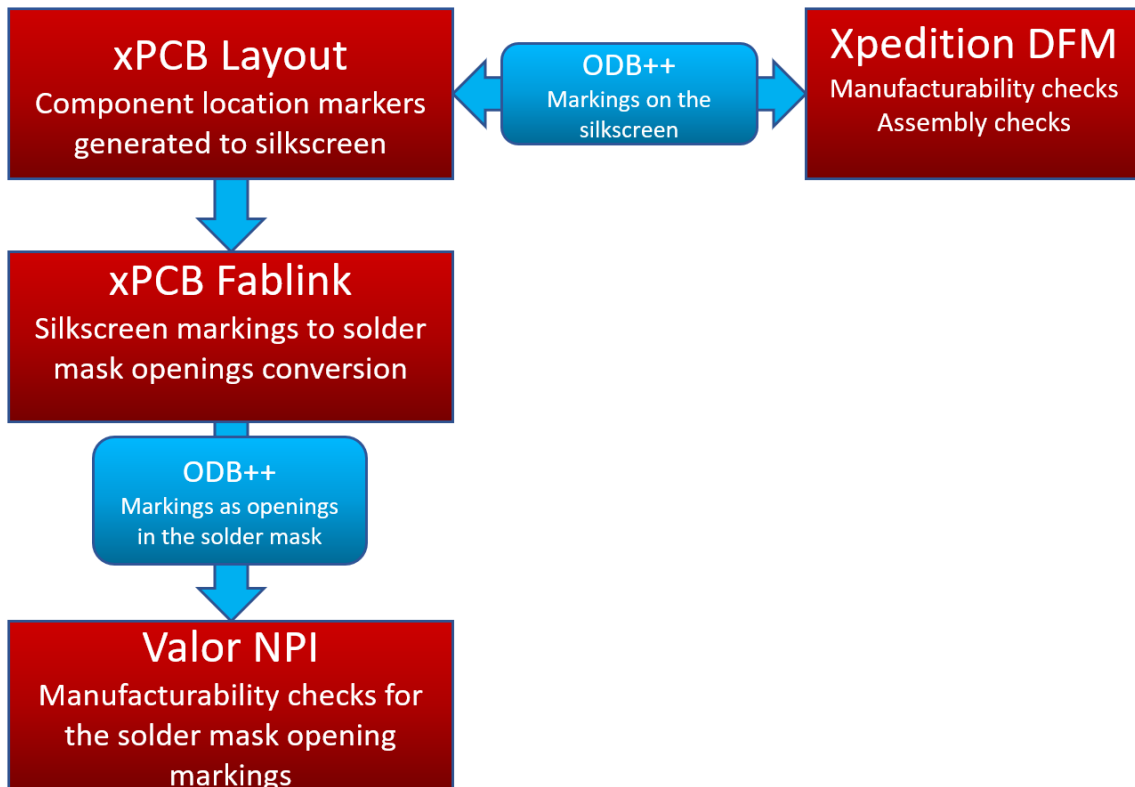 xPCB Layout
Component location markers
generated to silkscreen
ODB++
Markings on the
silkscreen
Xpedition DFM
Manufacturability checks
Assembly checks
xPCB Fablink
Silkscreen markings to solder
mask openings conversion
ODB++
Markings as openings
in the solder mask
Valor NPI
Manufacturability checks for
the solder mask opening
markings